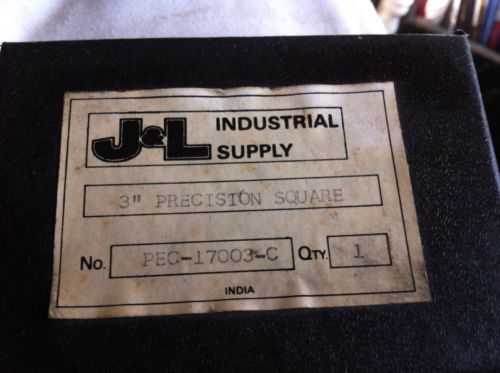 J&L INDUSTRIAL
SUPPLY
3" PRECISION SQUARE
No. PEC-17003-C QTY. 1
INDIA